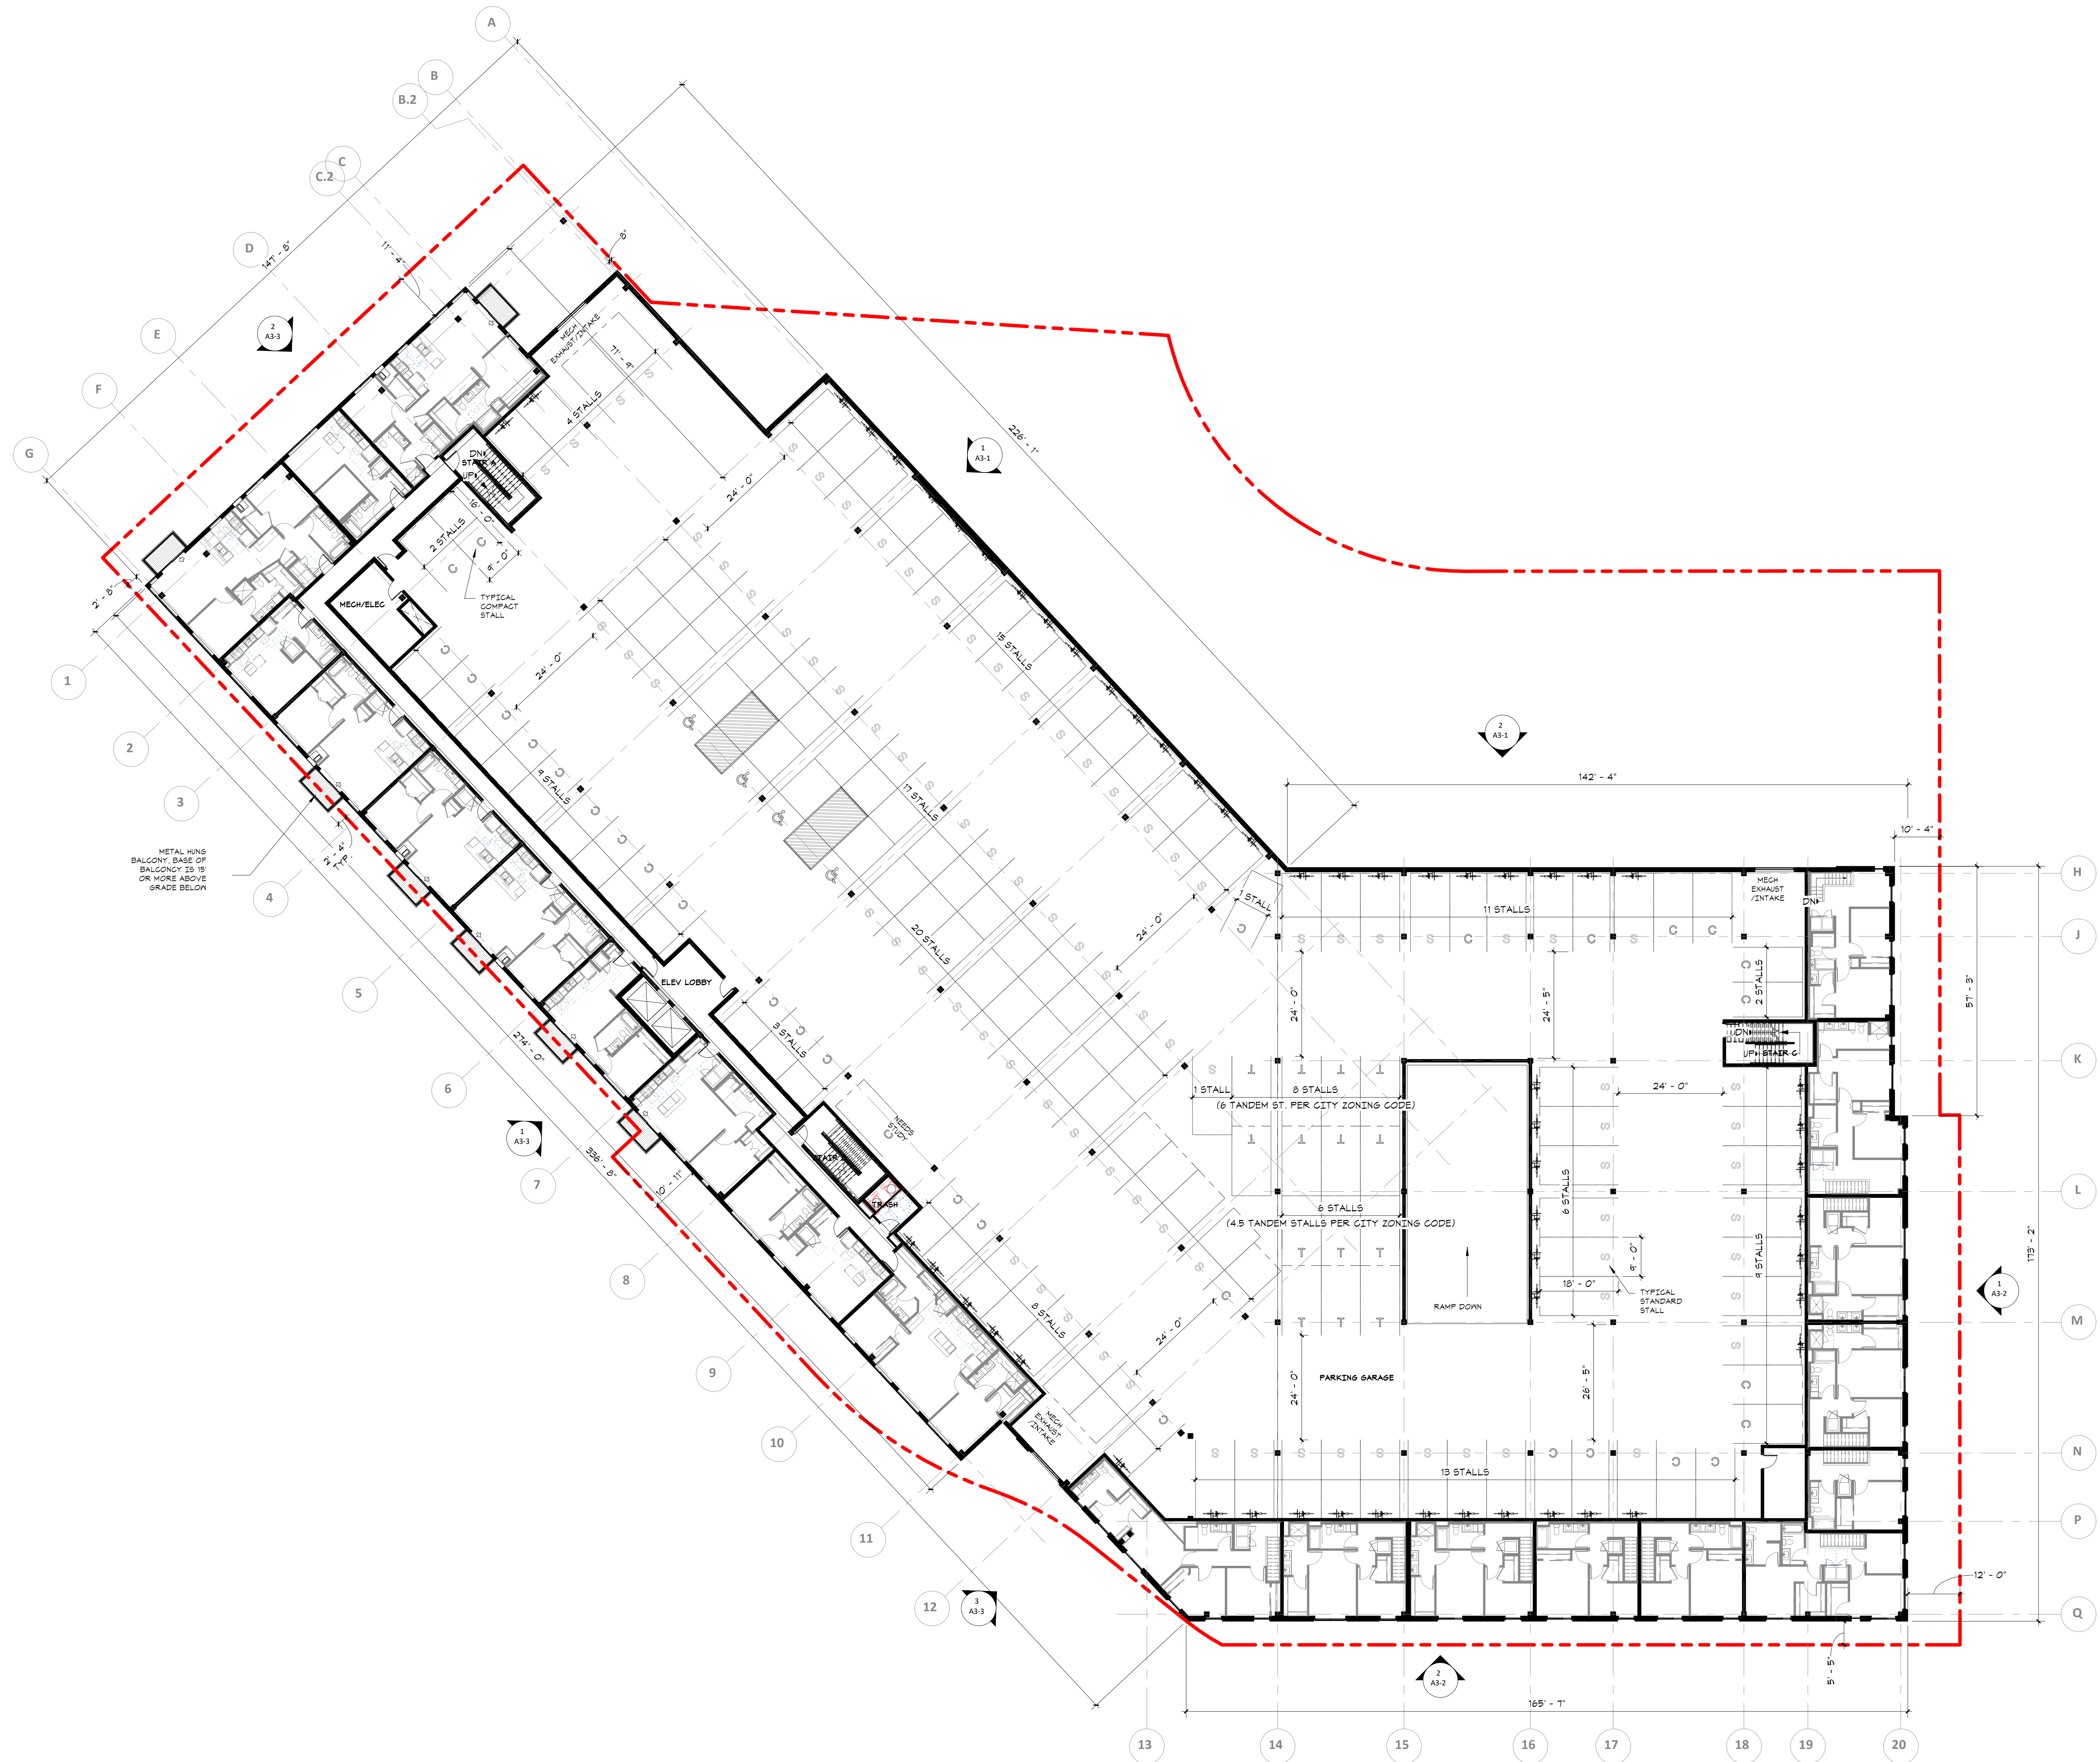 A
B
B.2
C
C.2
D
E
F
G
147' - 8"
11' - 4"
8"
2
A3-3
MECH
EXHAUST/INTAKE
71' - 9"
4 STALLS
S
S
S
S
226' - 1"
1
A3-1
DN
STAIR A
UP
16' - 0"
9' - 0"
2 STALLS
C
C
TYPICAL
COMPACT
STALL
24' - 0"
15 STALLS
2' - 8"
MECH/ELEC
24' - 0"
9 STALLS
17 STALLS
20 STALLS
METAL HUNG
BALCONY, BASE OF
BALCONCY IS 15'
OR MORE ABOVE
GRADE BELOW
2' - 4"
TYP.
1
2
3
4
5
6
7
8
9
10
11
12
2
A3-1
142' - 4"
10' - 4"
H
J
K
L
M
N
P
Q
57' - 3"
173' - 2"
MECH
EXHAUST
/INTAKE
DN
1 STALL
C
11 STALLS
S S S S C S C S C C
24' - 0"
24' - 0"
24' - 5"
2 STALLS
C
C
DN
UP STAIR C
24' - 0"
ELEV LOBBY
3 STALLS
C
C
C
274' - 0"
336' - 8"
1
A3-3
10' - 11"
NEEDS
STUDY
C
TRASH
S T T T T
1 STALL
8 STALLS
(6 TANDEM ST. PER CITY ZONING CODE)
T T T T
6 STALLS
(4.5 TANDEM STALLS PER CITY ZONING CODE)
T T T
T T T
6 STALLS
9 STALLS
9' - 0"
18' - 0"
TYPICAL
STANDARD
STALL
RAMP DOWN
1
A3-2
8 STALLS
24' - 0"
PARKING GARAGE
24' - 0"
26' - 5"
MECH
EXHAUST
/INTAKE
S S S S S S S S C C S C C
13 STALLS
3
A3-3
12' - 0"
5' - 5"
2
A3-2
165' - 7"
13
14
15
16
17
18
19
20